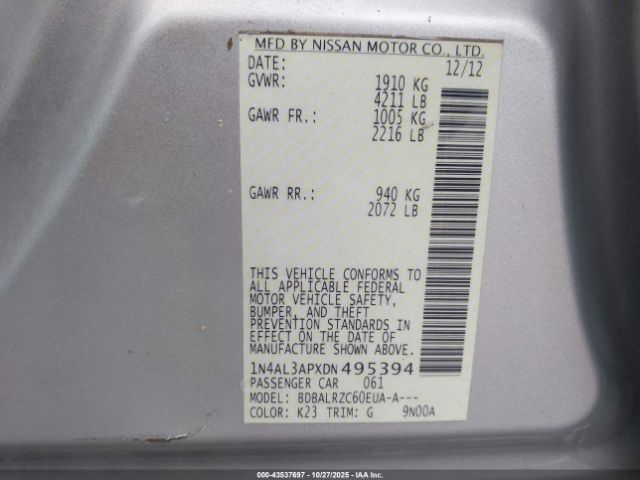 MFD BY NISSAN MOTOR CO., LTD.
DATE: 12/12
GVWR: 1910 KG
4211 LB
GAWR FR.: 1005 KG
2216 LB
GAWR RR.: 940 KG
2072 LB
THIS VEHICLE CONFORMS TO
ALL APPLICABLE FEDERAL
MOTOR VEHICLE SAFETY,
BUMPER, AND THEFT
PREVENTION STANDARDS IN
EFFECT ON THE DATE OF
MANUFACTURE SHOWN ABOVE.
1N4AL3APXDN495394
PASSENGER CAR 061
MODEL: BDBALRZC60EUA-A---
COLOR: K23 TRIM: G 9N00A
000-43537697 - 10/27/2025 - IAAI.com